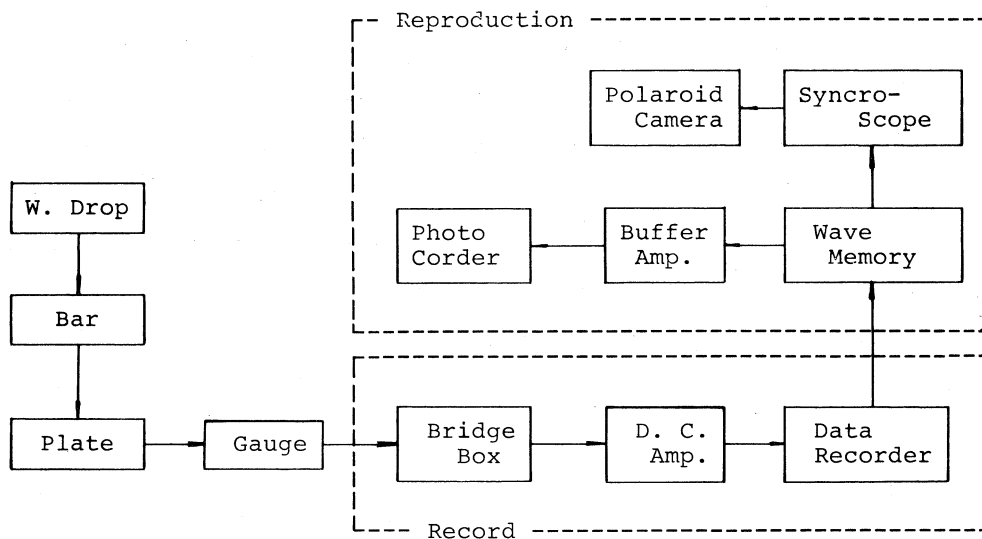 Reproduction
Polaroid
Camera
Syncro-
Scope
W. Drop
Photo
Corder
Buffer
Amp.
Wave
Memory
Bar
Plate
Gauge
Bridge
Box
D. C.
Amp.
Data
Recorder
Record